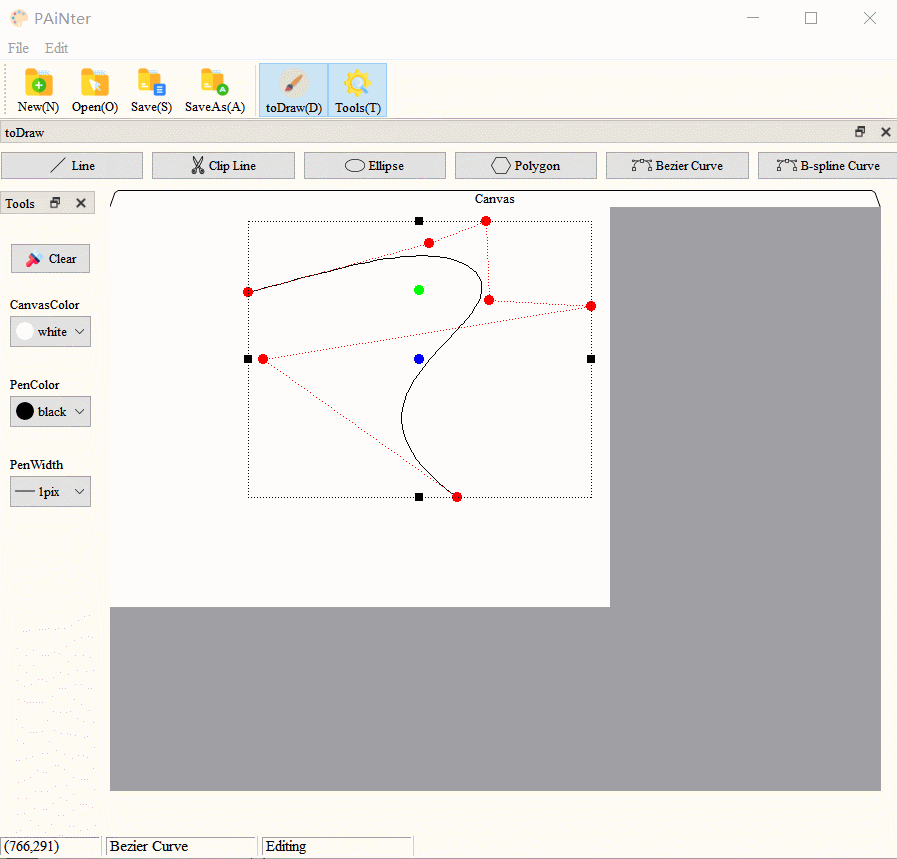 PAiNter
File Edit
New(N) Open(O) Save(S) SaveAs(A) toDraw(D) Tools(T)
toDraw
Line Clip Line Ellipse Polygon Bezier Curve B-spline Curve
Tools
Canvas
Clear
CanvasColor
white
PenColor
black
PenWidth
1pix
(766,291) Bezier Curve Editing